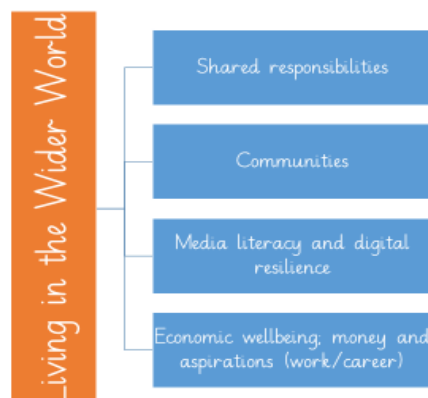 Living in the Wider World
Shared responsibilities
Communities
Media literacy and digital
resilience
Economic wellbeing; money and
aspirations (work/career)